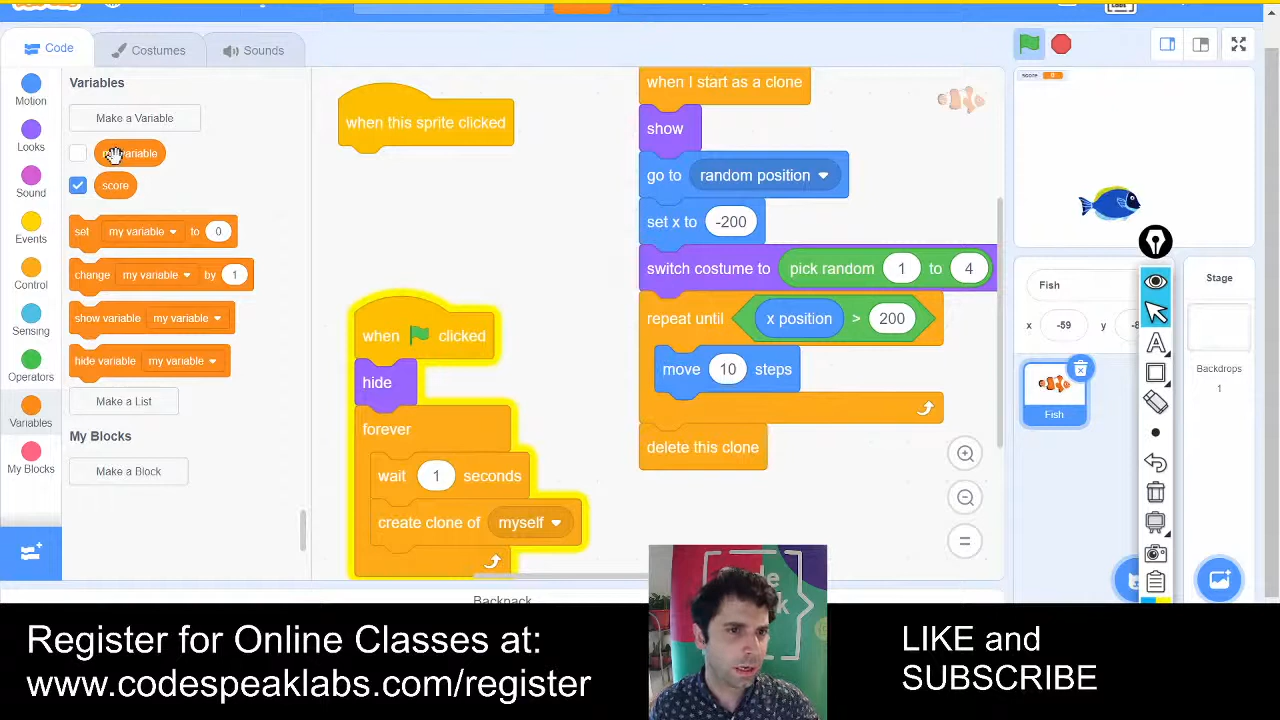 Code
Costumes
Sounds
Motion
Looks
Sound
Events
Control
Sensing
Operators
Variables
My Blocks
Variables
Make a Variable
variable
score
set my variable to 0
change my variable by 1
show variable my variable
hide variable my variable
Make a List
My Blocks
Make a Block
when this sprite clicked
when clicked
hide
forever
wait 1 seconds
create clone of myself
when I start as a clone
show
go to random position
set x to -200
switch costume to pick random 1 to 4
repeat until x position > 200
move 10 steps
delete this clone
score 0
Fish
x -59 y
Fish
Stage
Backdrops
1
Backpack
Register for Online Classes at:
www.codespeaklabs.com/register
LIKE and
SUBSCRIBE